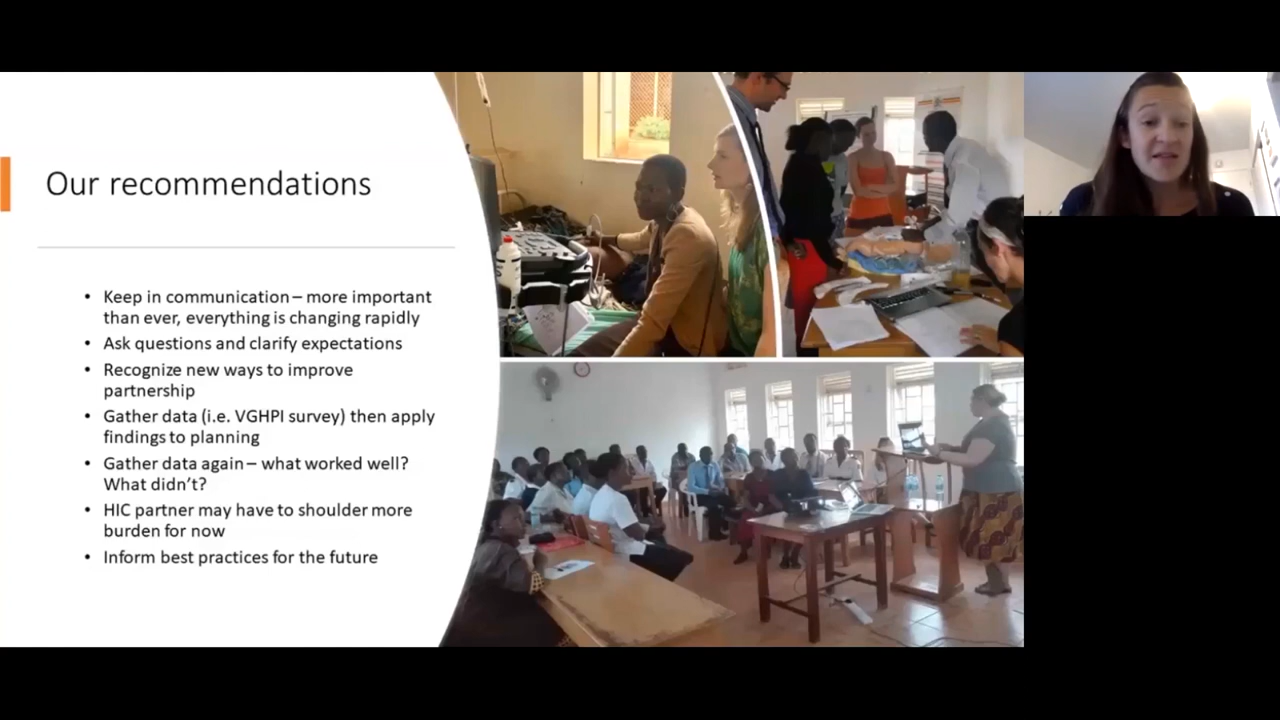 Our recommendations
• Keep in communication – more important
than ever, everything is changing rapidly
• Ask questions and clarify expectations
• Recognize new ways to improve
partnership
• Gather data (i.e. VGHPI survey) then apply
findings to planning
• Gather data again – what worked well?
What didn't?
• HIC partner may have to shoulder more
burden for now
• Inform best practices for the future